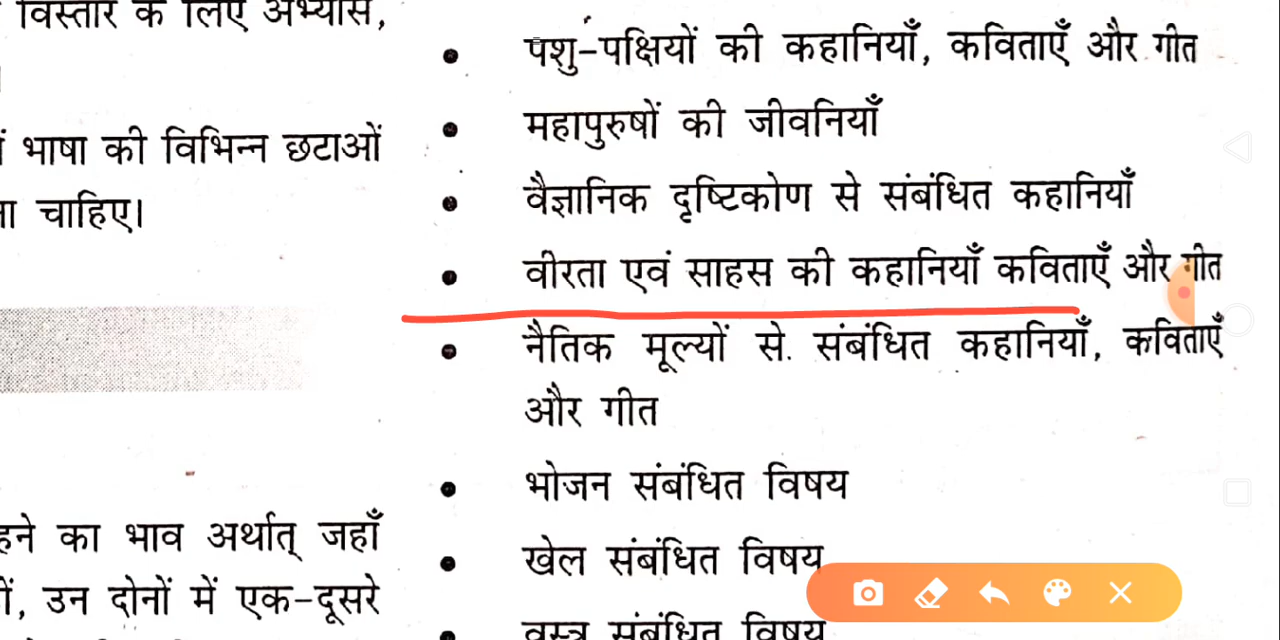 विस्तार के लिए अभ्यास,
भाषा की विभिन्न छटाओं
चाहिए।
का भाव अर्थात् जहाँ
उन दोनों में एक-दूसरे
पशु-पक्षियों की कहानियाँ, कविताएँ और गीत
महापुरुषों की जीवनियाँ
वैज्ञानिक दृष्टिकोण से संबंधित कहानियाँ
वीरता एवं साहस की कहानियाँ कविताएँ और गीत
नैतिक मूल्यों से संबंधित कहानियाँ, कविताएँ
और गीत
भोजन संबंधित विषय
खेल संबंधित विषय
वस्त्र संबंधित विषय